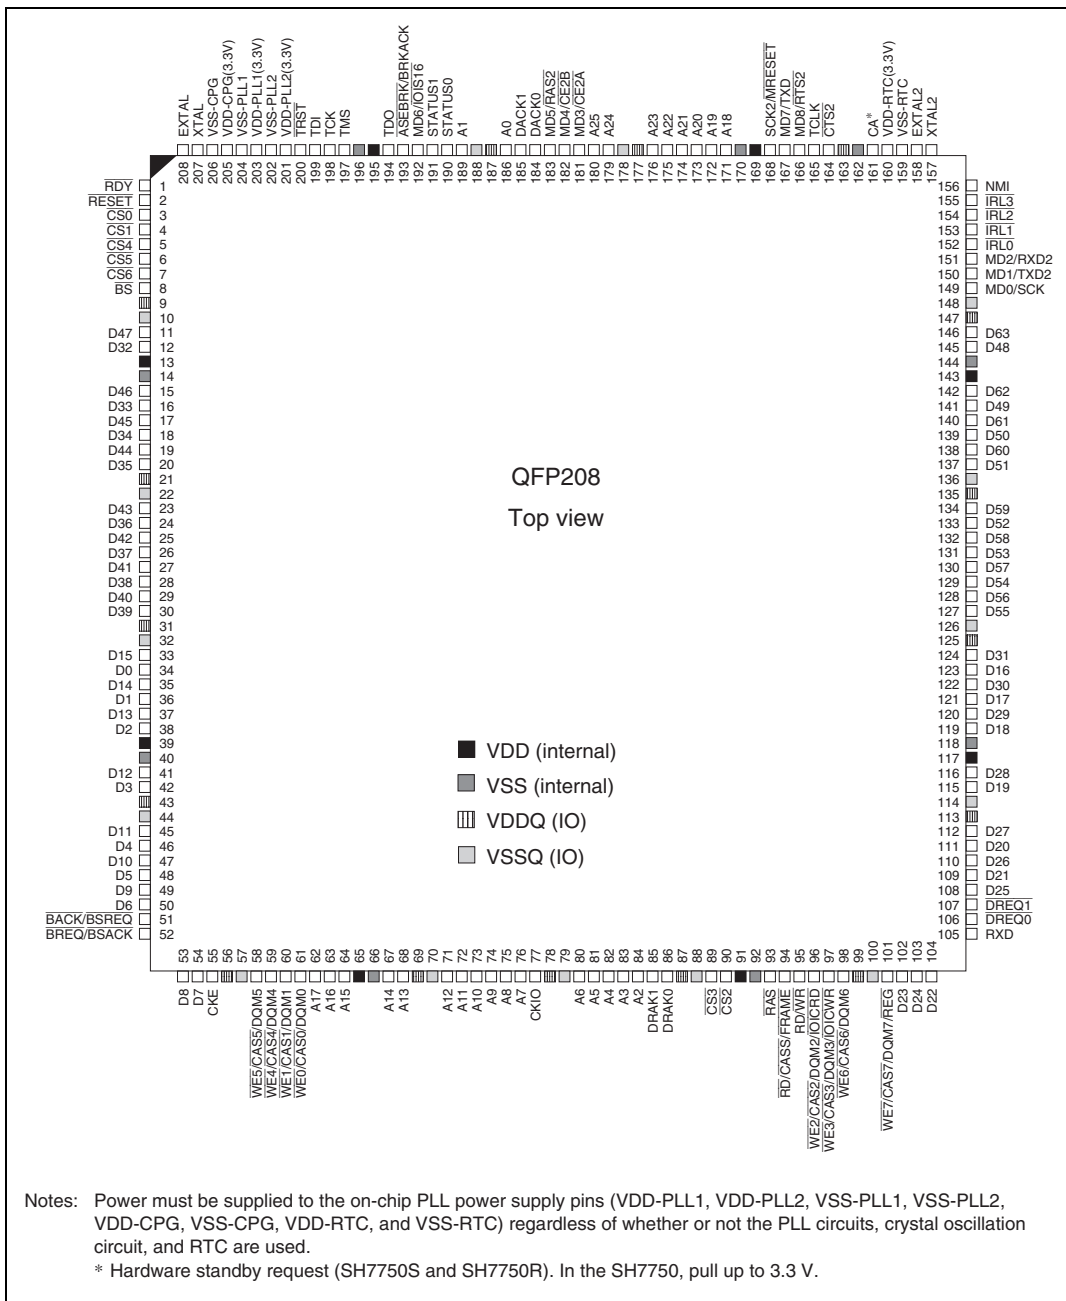 EXTAL
XTAL
VSS-CPG
VDD-CPG(3.3V)
VSS-PLL1
VDD-PLL1(3.3V)
VSS-PLL2
VDD-PLL2(3.3V)
TRST
TDI
TCK
TMS
TDO
ASEBRK/BRKACK
MD6/IOIS16
STATUS1
STATUS0
A1
A0
DACK1
DACK0
MD5/RAS2
MD4/CE2B
MD3/CE2A
A25
A24
A23
A22
A21
A20
A19
A18
SCK2/MRESET
MD7/TXD
MD8/RTS2
TCLK
CTS2
CA*
VDD-RTC(3.3V)
VSS-RTC
EXTAL2
XTAL2
208 207 206 205 204 203 202 201 200 199 198 197 196 195 194 193 192 191 190 189 188 187 186 185 184 183 182 181 180 179 178 177 176 175 174 173 172 171 170 169 168 167 166 165 164 163 162 161 160 159 158 157
RDY 1
RESET 2
CS0 3
CS1 4
CS4 5
CS5 6
CS6 7
BS 8
9
10
D47 11
D32 12
13
14
D46 15
D33 16
D45 17
D34 18
D44 19
D35 20
21
22
D43 23
D36 24
D42 25
D37 26
D41 27
D38 28
D40 29
D39 30
31
32
D15 33
D0 34
D14 35
D1 36
D13 37
D2 38
39
40
D12 41
D3 42
43
44
D11 45
D4 46
D10 47
D5 48
D9 49
D6 50
BACK/BSREQ 51
BREQ/BSACK 52
QFP208
Top view
VDD (internal)
VSS (internal)
VDDQ (IO)
VSSQ (IO)
156 NMI
155 IRL3
154 IRL2
153 IRL1
152 IRL0
151 MD2/RXD2
150 MD1/TXD2
149 MD0/SCK
148
147
146 D63
145 D48
144
143
142 D62
141 D49
140 D61
139 D50
138 D60
137 D51
136
135
134 D59
133 D52
132 D58
131 D53
130 D57
129 D54
128 D56
127 D55
126
125
124 D31
123 D16
122 D30
121 D17
120 D29
119 D18
118
117
116 D28
115 D19
114
113
112 D27
111 D20
110 D26
109 D21
108 D25
107 DREQ1
106 DREQ0
105 RXD
53 54 55 56 57 58 59 60 61 62 63 64 65 66 67 68 69 70 71 72 73 74 75 76 77 78 79 80 81 82 83 84 85 86 87 88 89 90 91 92 93 94 95 96 97 98 99 100 101 102 103 104
D8
D7
CKE
WE5/CAS5/DQM5
WE4/CAS4/DQM4
WE1/CAS1/DQM1
WE0/CAS0/DQM0
A17
A16
A15
A14
A13
A12
A11
A10
A9
A8
A7
CKIO
A6
A5
A4
A3
A2
DRAK1
DRAK0
CS3
CS2
RAS
RD/CASS/FRAME
RD/WR
WE2/CAS2/DQM2/IOICRD
WE3/CAS3/DQM3/IOICWR
WE6/CAS6/DQM6
WE7/CAS7/DQM7/REG
D23
D24
D22
Notes: Power must be supplied to the on-chip PLL power supply pins (VDD-PLL1, VDD-PLL2, VSS-PLL1, VSS-PLL2,
VDD-CPG, VSS-CPG, VDD-RTC, and VSS-RTC) regardless of whether or not the PLL circuits, crystal oscillation
circuit, and RTC are used.
* Hardware standby request (SH7750S and SH7750R). In the SH7750, pull up to 3.3 V.